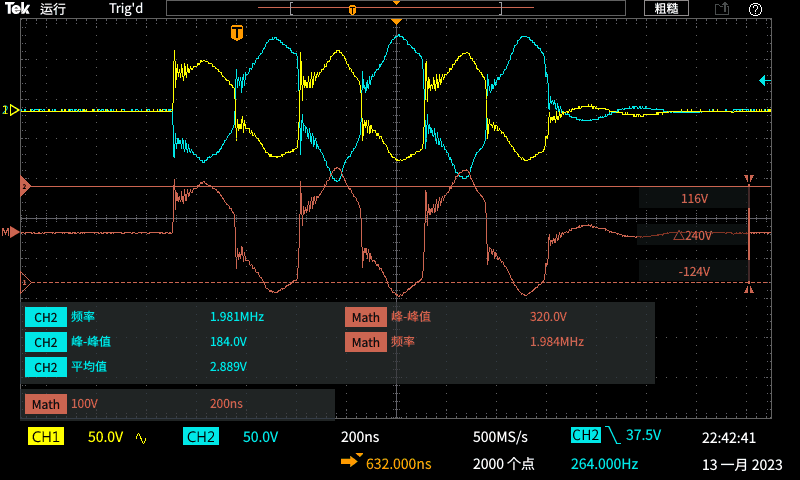 Tek 运行 Trig'd 粗糙 ?
T
T
1
2
116V
M
△240V
-124V
1
CH2 频率 1.981MHz Math 峰-峰值 320.0V
CH2 峰-峰值 184.0V Math 频率 1.984MHz
CH2 平均值 2.889V
Math 100V 200ns
CH1 50.0V CH2 50.0V 200ns 500MS/s CH2 37.5V 22:42:41
632.000ns 2000 个点 264.000Hz 13 一月 2023